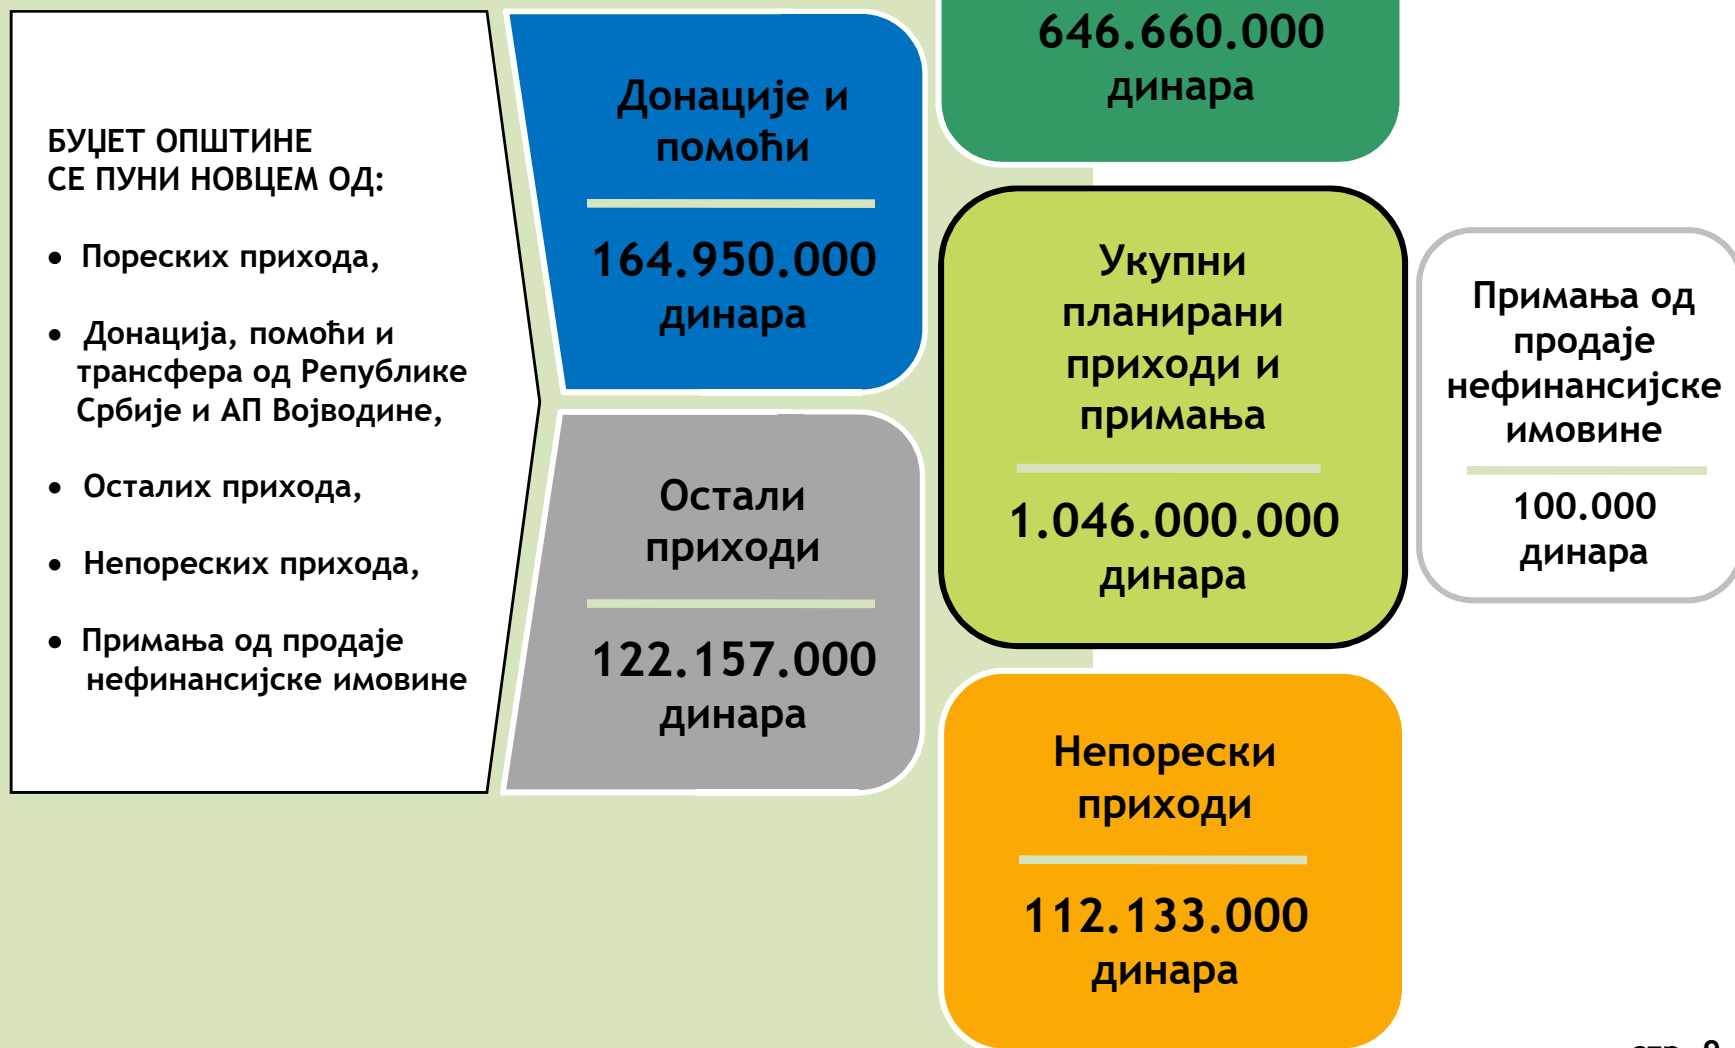 БУЏЕТ ОПШТИНЕ
СЕ ПУНИ НОВЦЕМ ОД:
• Пореских прихода,
• Донација, помоћи и
трансфера од Републике
Србије и АП Војводине,
• Осталих прихода,
• Непореских прихода,
• Примања од продаје
нефинансијске имовине
Донације и
помоћи
164.950.000
динара
Остали
приходи
122.157.000
динара
646.660.000
динара
Укупни
планирани
приходи и
примања
1.046.000.000
динара
Непорески
приходи
112.133.000
динара
Примања од
продаје
нефинансијске
имовине
100.000
динара